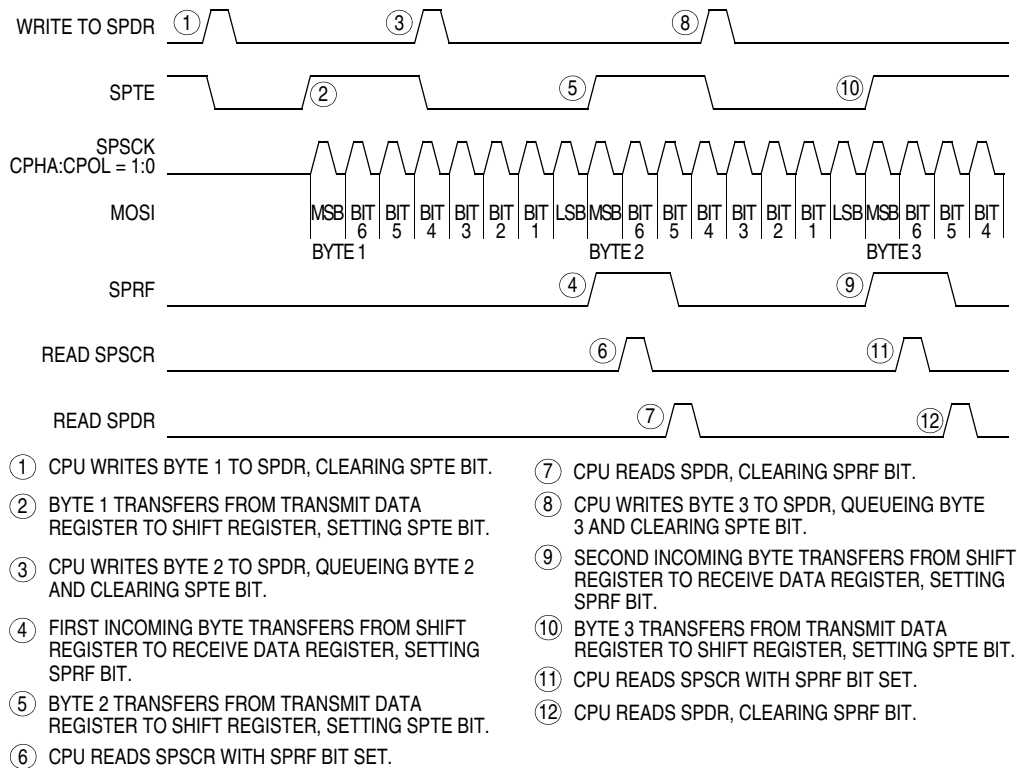 WRITE TO SPDR
1
3
8
SPTE
2
5
10
SPSCK
CPHA:CPOL = 1:0
MOSI
MSB BIT BIT BIT BIT BIT BIT LSB MSB BIT BIT BIT BIT BIT BIT LSB MSB BIT BIT BIT
6 5 4 3 2 1 6 5 4 3 2 1 6 5 4
BYTE 1 BYTE 2 BYTE 3
SPRF
4
9
READ SPSCR
6
11
READ SPDR
7
12
1 CPU WRITES BYTE 1 TO SPDR, CLEARING SPTE BIT.
2 BYTE 1 TRANSFERS FROM TRANSMIT DATA
REGISTER TO SHIFT REGISTER, SETTING SPTE BIT.
3 CPU WRITES BYTE 2 TO SPDR, QUEUEING BYTE 2
AND CLEARING SPTE BIT.
4 FIRST INCOMING BYTE TRANSFERS FROM SHIFT
REGISTER TO RECEIVE DATA REGISTER, SETTING
SPRF BIT.
5 BYTE 2 TRANSFERS FROM TRANSMIT DATA
REGISTER TO SHIFT REGISTER, SETTING SPTE BIT.
6 CPU READS SPSCR WITH SPRF BIT SET.
7 CPU READS SPDR, CLEARING SPRF BIT.
8 CPU WRITES BYTE 3 TO SPDR, QUEUEING BYTE
3 AND CLEARING SPTE BIT.
9 SECOND INCOMING BYTE TRANSFERS FROM SHIFT
REGISTER TO RECEIVE DATA REGISTER, SETTING
SPRF BIT.
10 BYTE 3 TRANSFERS FROM TRANSMIT DATA
REGISTER TO SHIFT REGISTER, SETTING SPTE BIT.
11 CPU READS SPSCR WITH SPRF BIT SET.
12 CPU READS SPDR, CLEARING SPRF BIT.